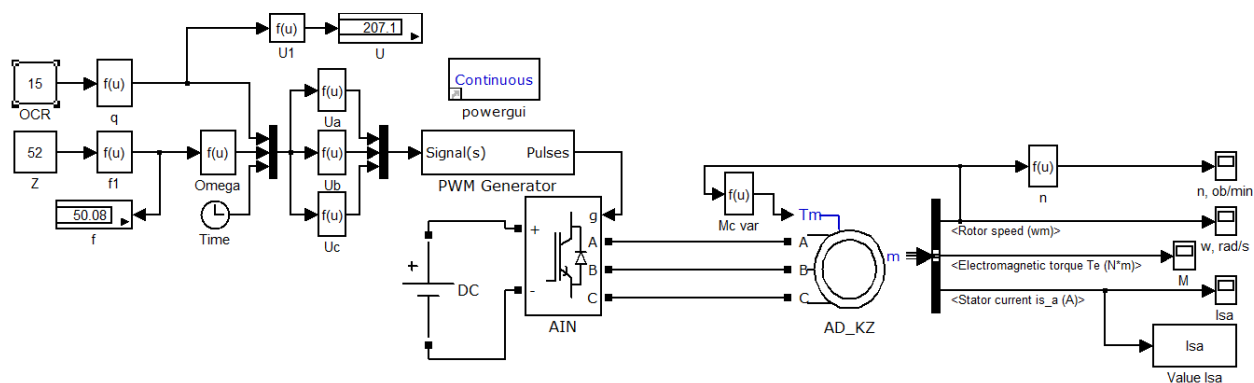 f(u)
207.1
U1
U
15
f(u)
OCR
q
Continuous
powergui
f(u)
Ua
52
f(u)
f(u)
f(u)
Z
f1
Omega
Ub
Signal(s)
Pulses
PWM Generator
50.08
f
Time
f(u)
Uc
f(u)
n
n, ob/min
f(u)
Mc var
Tm
g
+
A
B
C
-
AIN
+
DC
A
B
C
m
AD_KZ
<Rotor speed (wm)>
w, rad/s
<Electromagnetic torque Te (N*m)>
M
<Stator current is_a (A)>
Isa
Isa
Value Isa